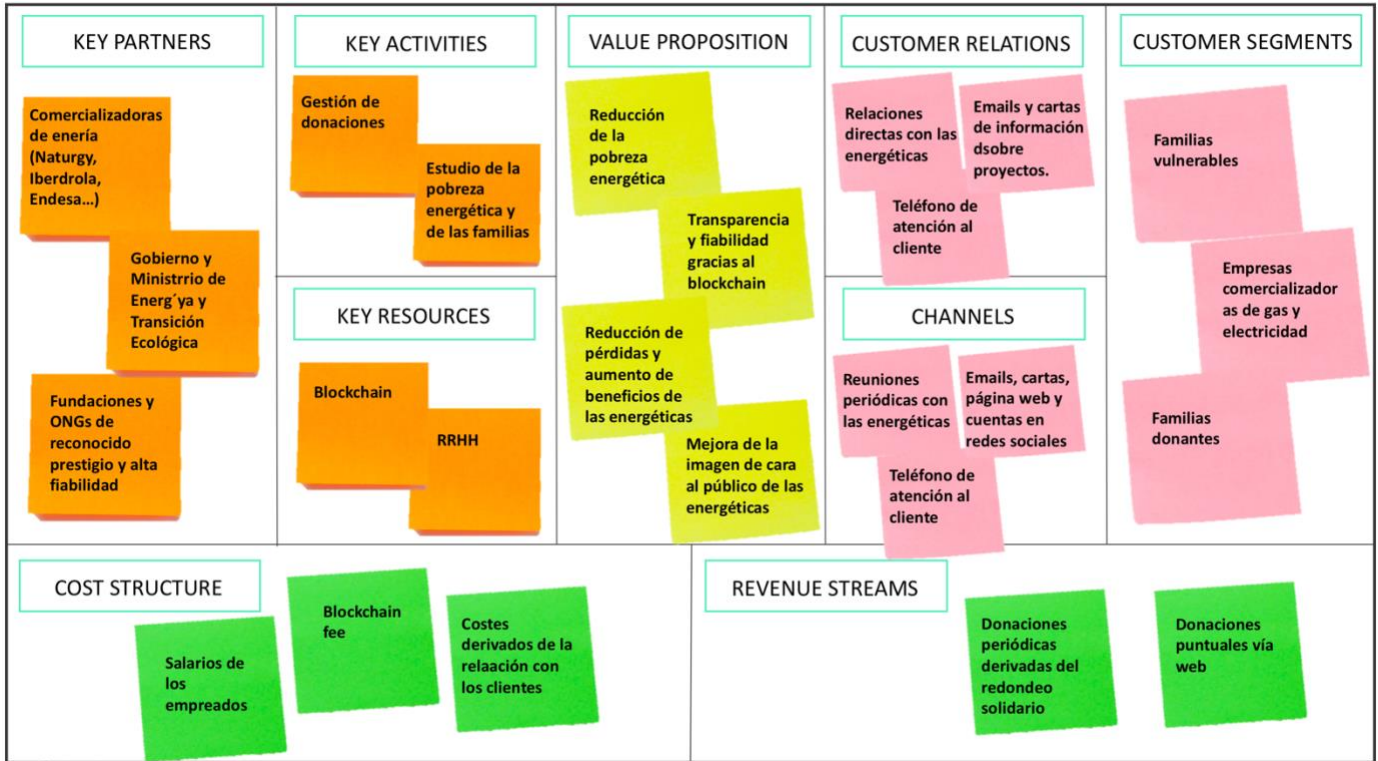 KEY PARTNERS
Comercializadoras
de enería
(Naturgy,
Iberdrola,
Endesa...)
Gobierno y
Ministrrio de
Energ´ya y
Transición
Ecológica
Fundaciones y
ONGs de
reconocido
prestigio y alta
fiabilidad
KEY ACTIVITIES
Gestión de
donaciones
Estudio de la
pobreza
energética y
de las familias
KEY RESOURCES
Blockchain
RRHH
VALUE PROPOSITION
Reducción
de la
pobreza
energética
Transparencia
y fiabilidad
gracias al
blockchain
Reducción de
pérdidas y
aumento de
beneficios de
las energéticas
Mejora de la
imagen de cara
al público de las
energéticas
CUSTOMER RELATIONS
Relaciones
directas con las
energéticas
Emails y cartas
de información
dsobre
proyectos.
Teléfono de
atención al
cliente
CHANNELS
Reuniones
periódicas con
las energéticas
Emails, cartas,
página web y
cuentas en
redes sociales
Teléfono de
atención al
cliente
CUSTOMER SEGMENTS
Familias
vulnerables
Empresas
comercializador
as de gas y
electricidad
Familias
donantes
COST STRUCTURE
Salarios de
los
empreados
Blockchain
fee
Costes
derivados de la
relaación con
los clientes
REVENUE STREAMS
Donaciones
periódicas
derivadas del
redondeo
solidario
Donaciones
puntuales vía
web